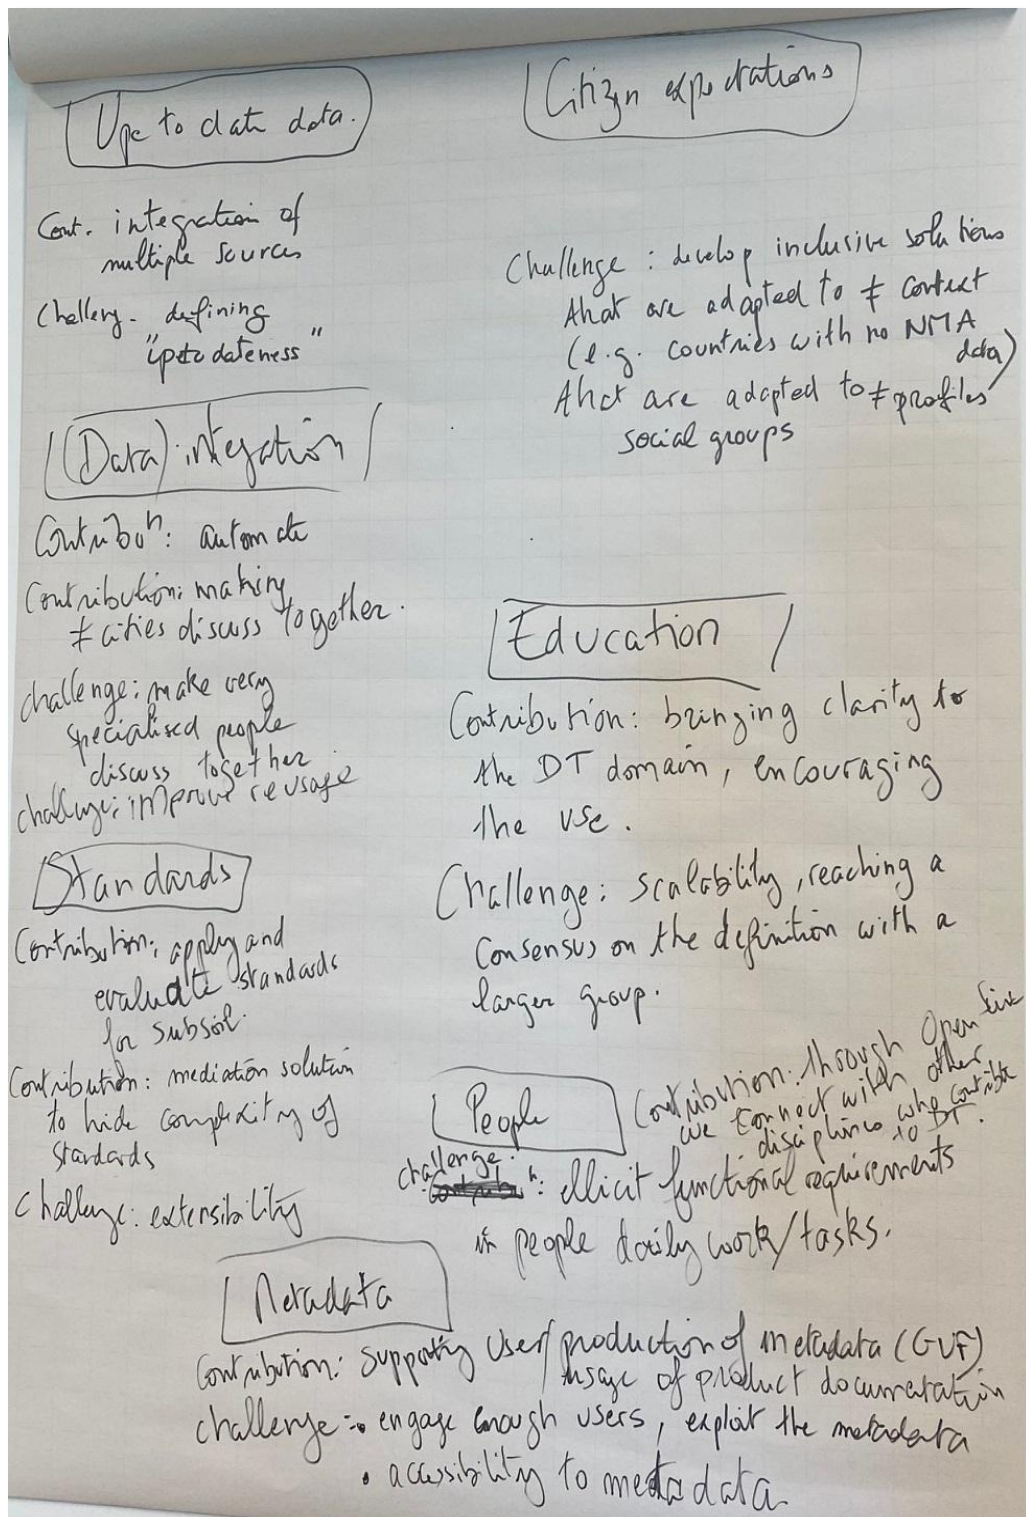 Up to date data.
Cont. integration of
multiple sources
Challeng. defining
"uptodateness"
(Data) integration
Contribuⁿ: automate
Contribution: making
≠ cities discuss together.
challenge: make very
specialised people
discuss together
challenge: improve reusage
Standards
Contribution: apply and
evaluate standards
for subsoil.
Contribution: mediation solution
to hide complexity of
standards
Challenge: extensibility
Citizen expectations
Challenge: develop inclusive solutions
that are adapted to ≠ context
(e.g. countries with no NMA
data)
that are adapted to ≠ profiles
social groups
Education
Contribution: bringing clarity to
the DT domain, encouraging
the use.
Challenge: scalability, reaching a
consensus on the definition with a
larger group.
People
Contribution: through Open
we connect with other
disciplines who contribute
to DT.
challenge:
ellicit functional requirements
in people daily work/tasks.
Metadata
Contribution: supporting user/production of metadata (GUF)
usage of product documentation
challenge: • engage enough users, exploit the metadata
• accessibility to metadata